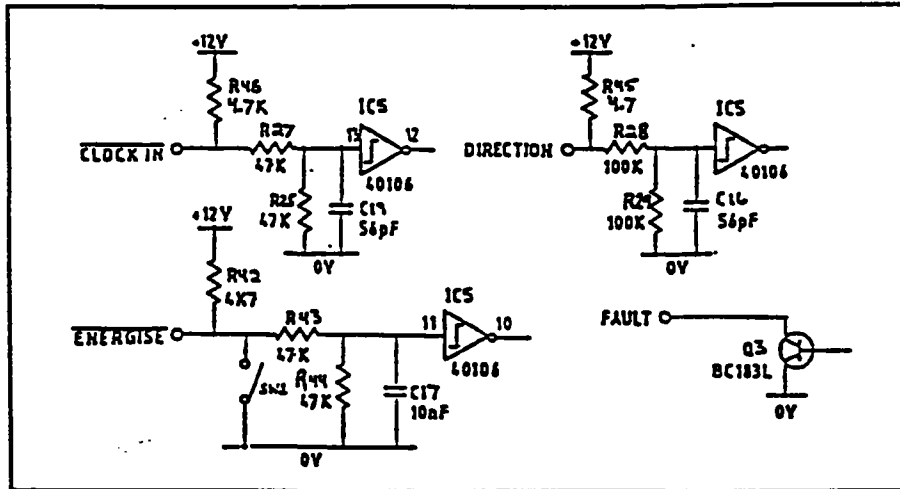 +12V
R46
4.7K
R27
47K
R25
47K
C19
56pF
IC5
13
12
40106
CLOCK IN
0V
+12V
R45
4.7
R28
100K
100K
C16
56pF
IC5
40106
DIRECTION
0V
+12V
R42
4K7
R43
47K
R44
47K
C17
10nF
IC5
11
10
40106
ENERGISE
SW1
0V
FAULT
Q3
BC183L
0V